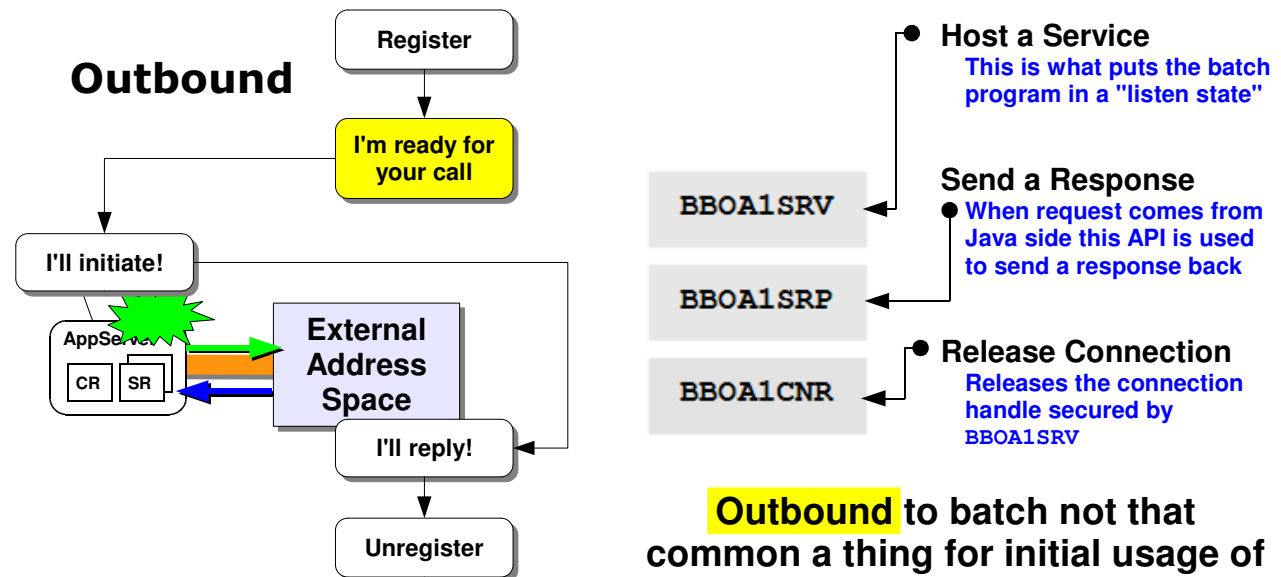 Outbound
Register
I'm ready for
your call
I'll initiate!
AppServer
CR
SR
External
Address
Space
I'll reply!
Unregister
BBOA1SRV
BBOA1SRP
BBOA1CNR
Host a Service
This is what puts the batch
program in a "listen state"
Send a Response
When request comes from
Java side this API is used
to send a response back
Release Connection
Releases the connection
handle secured by
BBOA1SRV
Outbound to batch not that
common a thing for initial usage of